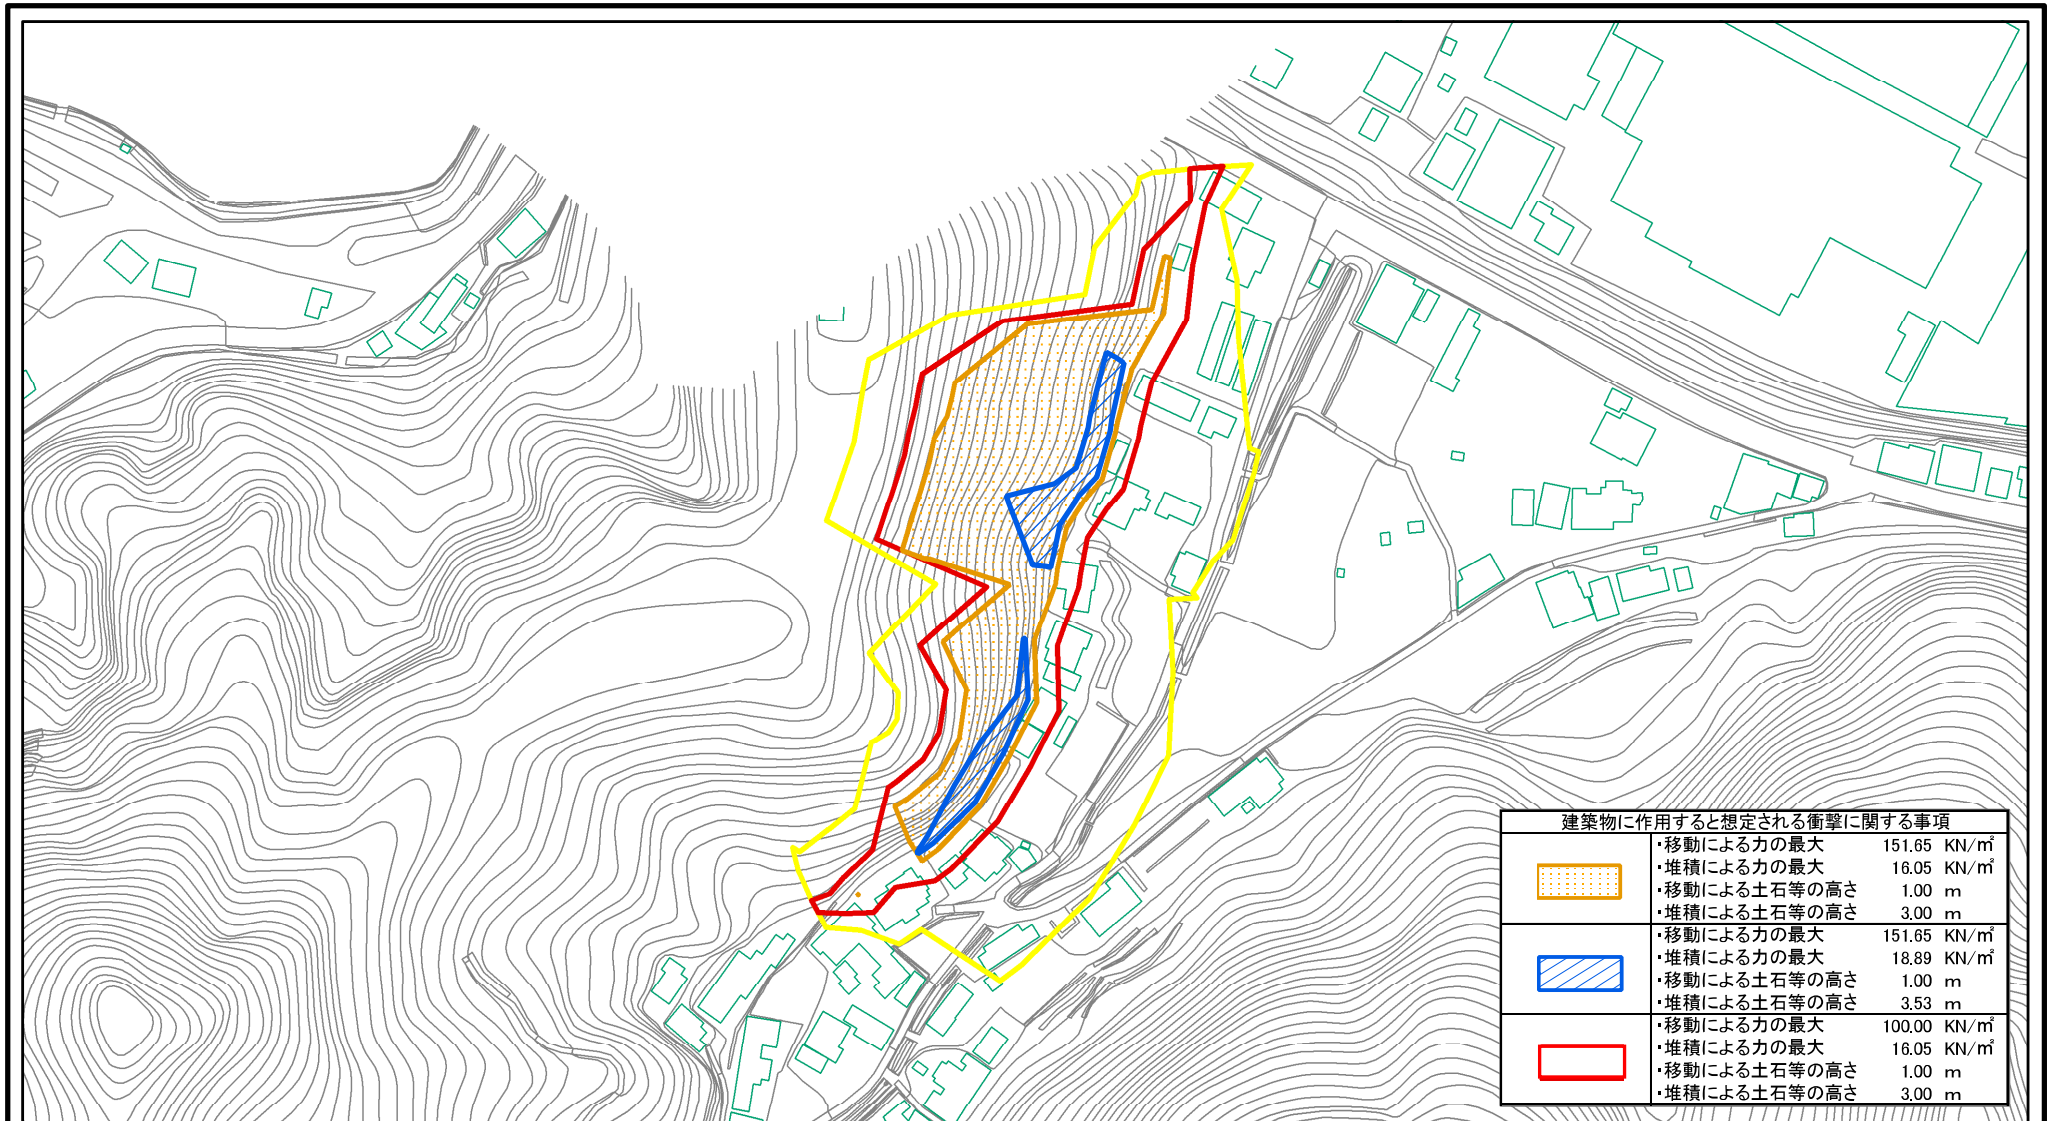 建築物に作用すると想定される衝撃に関する事項
・移動による力の最大 151.65 KN/㎡
・堆積による力の最大 16.05 KN/㎡
・移動による土石等の高さ 1.00 m
・堆積による土石等の高さ 3.00 m
・移動による力の最大 151.65 KN/㎡
・堆積による力の最大 18.89 KN/㎡
・移動による土石等の高さ 1.00 m
・堆積による土石等の高さ 3.53 m
・移動による力の最大 100.00 KN/㎡
・堆積による力の最大 16.05 KN/㎡
・移動による土石等の高さ 1.00 m
・堆積による土石等の高さ 3.00 m